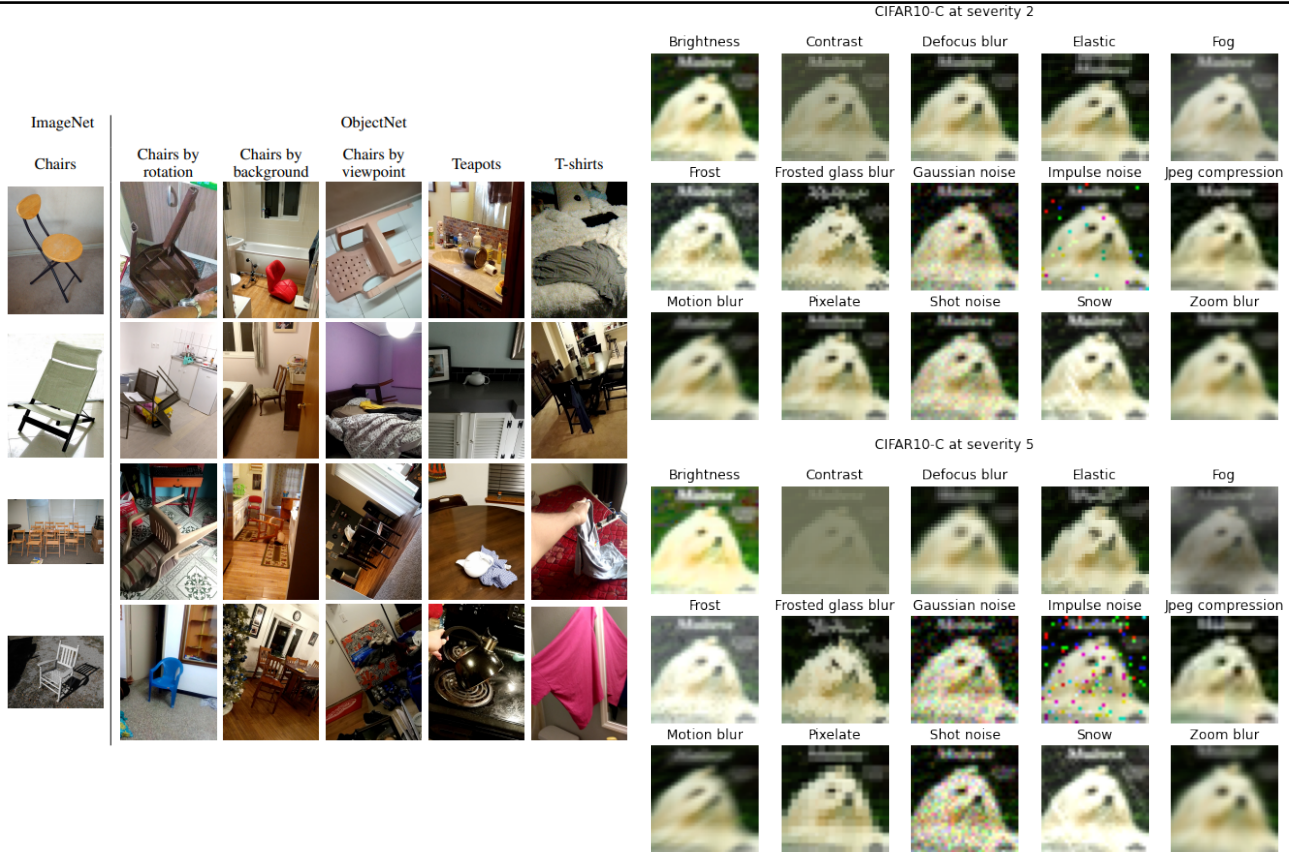 ImageNet
ObjectNet
Chairs
Chairs by
rotation
Chairs by
background
Chairs by
viewpoint
Teapots
T-shirts
CIFAR10-C at severity 2
Brightness
Contrast
Defocus blur
Elastic
Fog
Frost
Frosted glass blur
Gaussian noise
Impulse noise
Jpeg compression
Motion blur
Pixelate
Shot noise
Snow
Zoom blur
CIFAR10-C at severity 5
Brightness
Contrast
Defocus blur
Elastic
Fog
Frost
Frosted glass blur
Gaussian noise
Impulse noise
Jpeg compression
Motion blur
Pixelate
Shot noise
Snow
Zoom blur